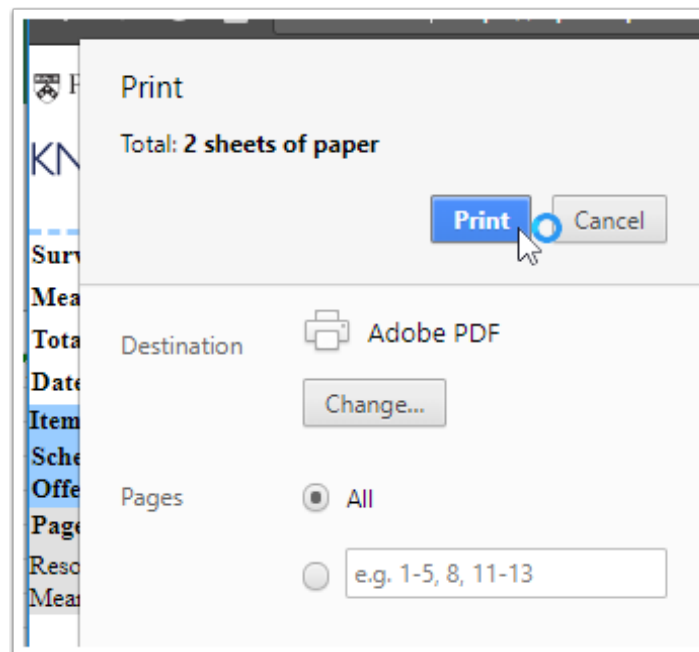 Print
Total: 2 sheets of paper
Print Cancel
Destination Adobe PDF
Change...
Pages All
e.g. 1-5, 8, 11-13
KN
Surv
Mea
Tota
Date
Item
Sche
Offe
Page
Reso
Mean